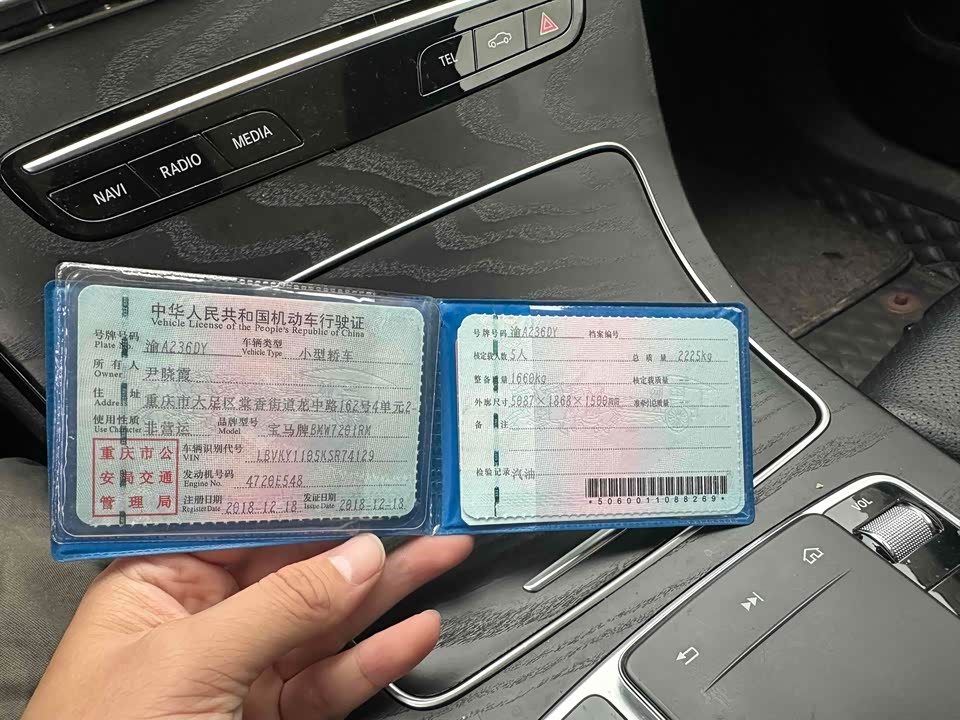 TEL
MEDIA
RADIO
NAVI
VOL
中华人民共和国机动车行驶证
Vehicle License of the People's Republic of China
号牌号码 渝A236DY 车辆类型 小型轿车
Plate No. Vehicle Type
所有人 尹晓霞
Owner
住址 重庆市大足区棠香街道龙中路162号4单元2-
Address
使用性质 非营运 品牌型号 宝马牌BMW7201RM
Use Character Model
重庆市公
安局交通
管理局
车辆识别代号 LBVKY1105KSR74129
VIN
发动机号码 4720E548
Engine No.
注册日期 2018-12-18 发证日期 2018-12-18
Register Date Issue Date
号牌号码 渝A236DY 档案编号
核定载人数 5人 总质量 2225kg
整备质量 1660kg 核定载质量 --
外廓尺寸 5087×1868×1500mm 准牵引总质量 --
备注
检验记录 汽油
*5060011088269*